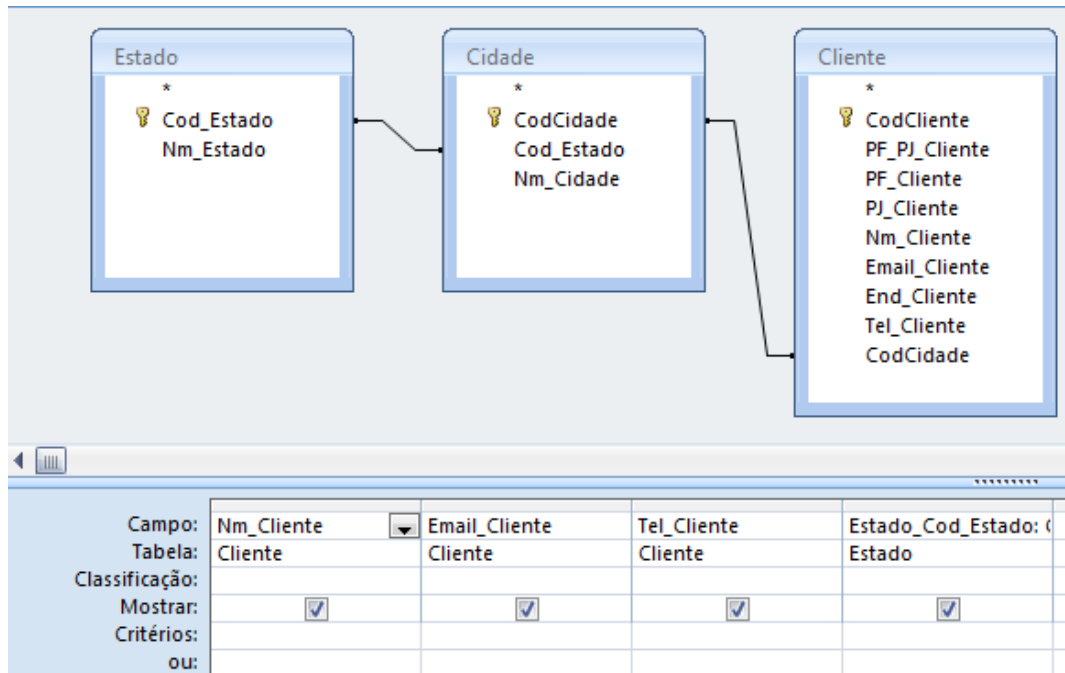 Estado
*
Cod_Estado
Nm_Estado
Cidade
*
CodCidade
Cod_Estado
Nm_Cidade
Cliente
*
CodCliente
PF_PJ_Cliente
PF_Cliente
PJ_Cliente
Nm_Cliente
Email_Cliente
End_Cliente
Tel_Cliente
CodCidade
Campo: Nm_Cliente Email_Cliente Tel_Cliente Estado_Cod_Estado:
Tabela: Cliente Cliente Cliente Estado
Classificação:
Mostrar:
Critérios:
ou: